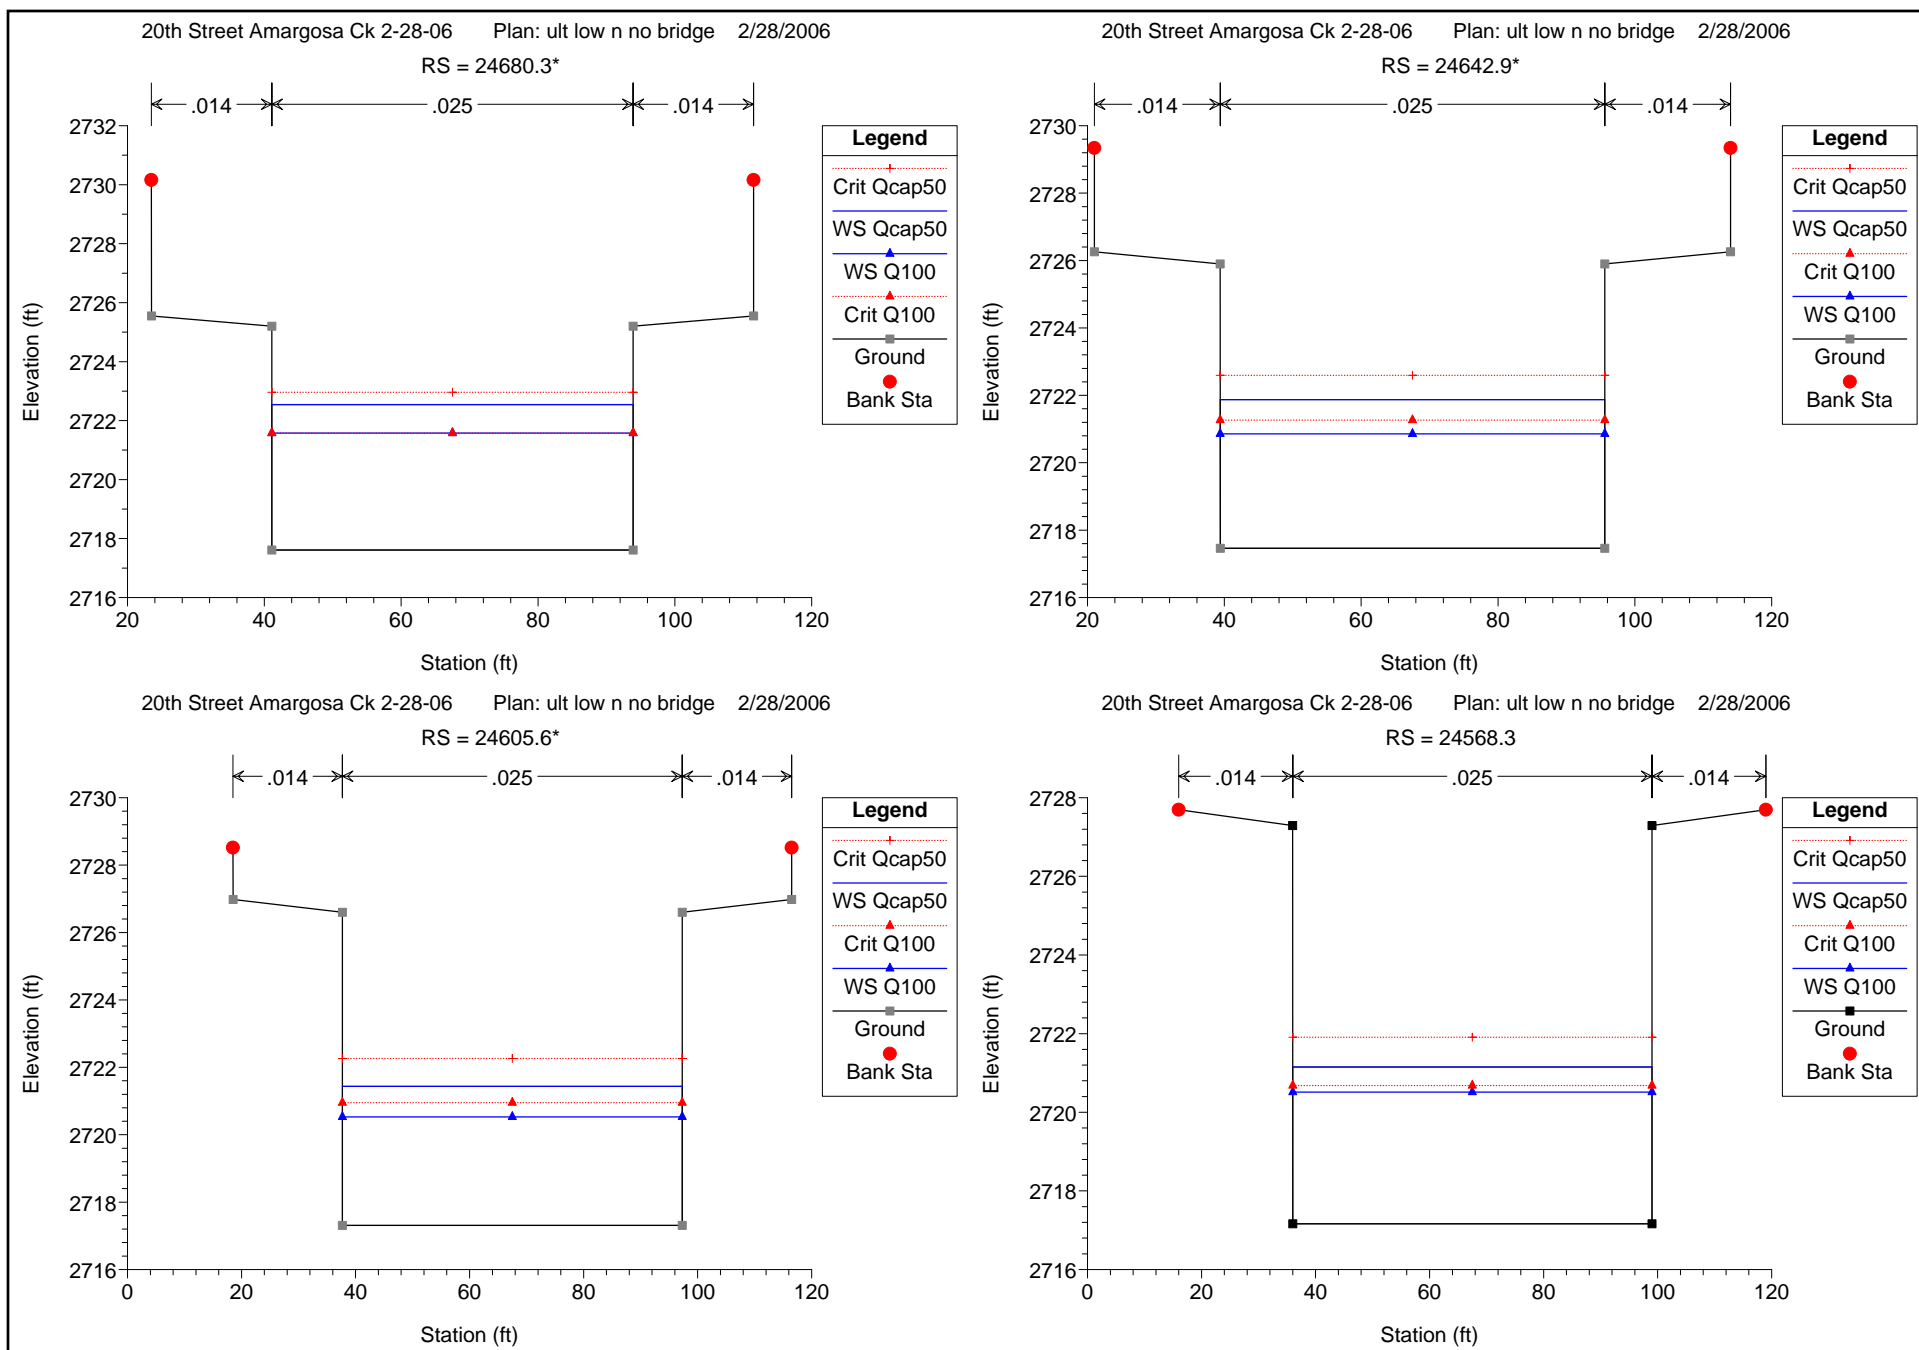 20th Street Amargosa Ck 2-28-06 Plan: ult low n no bridge 2/28/2006
RS = 24680.3*
.014 .025 .014
2732
2730
2728
2726
2724
2722
2720
2718
2716
Elevation (ft)
20 40 60 80 100 120
Station (ft)
Legend
Crit Qcap50
WS Qcap50
WS Q100
Crit Q100
Ground
Bank Sta
20th Street Amargosa Ck 2-28-06 Plan: ult low n no bridge 2/28/2006
RS = 24642.9*
.014 .025 .014
2730
2728
2726
2724
2722
2720
2718
2716
Elevation (ft)
20 40 60 80 100 120
Station (ft)
Legend
Crit Qcap50
WS Qcap50
Crit Q100
WS Q100
Ground
Bank Sta
20th Street Amargosa Ck 2-28-06 Plan: ult low n no bridge 2/28/2006
RS = 24605.6*
.014 .025 .014
2730
2728
2726
2724
2722
2720
2718
2716
Elevation (ft)
0 20 40 60 80 100 120
Station (ft)
Legend
Crit Qcap50
WS Qcap50
Crit Q100
WS Q100
Ground
Bank Sta
20th Street Amargosa Ck 2-28-06 Plan: ult low n no bridge 2/28/2006
RS = 24568.3
.014 .025 .014
2728
2726
2724
2722
2720
2718
2716
Elevation (ft)
0 20 40 60 80 100 120
Station (ft)
Legend
Crit Qcap50
WS Qcap50
Crit Q100
WS Q100
Ground
Bank Sta